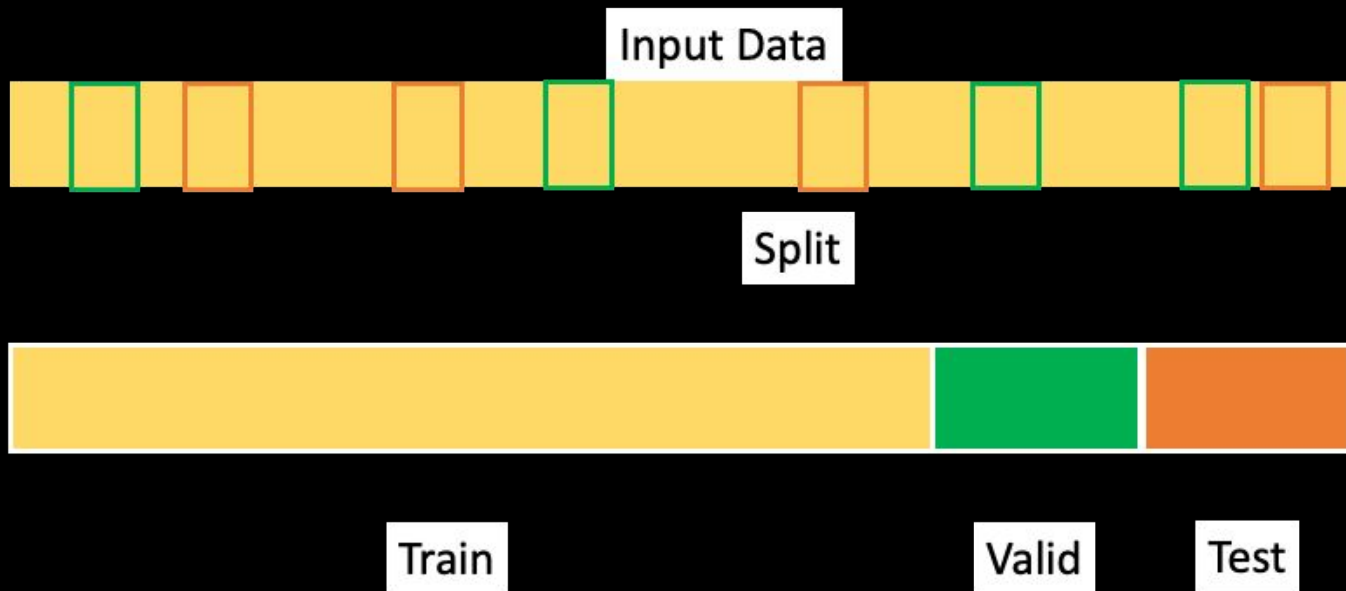 Input Data
Split
Train
Valid
Test